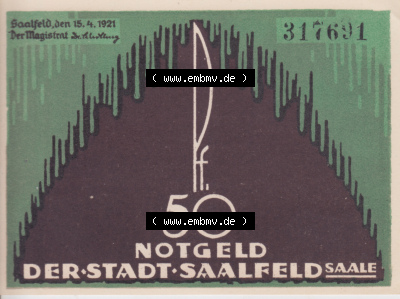 Saalfeld, den 15.4.1921
Der Magistrat
317691
( www.embmv.de )
Pf.
50
( www.embmv.de )
NOTGELD
DER·STADT·SAALFELD SAALE